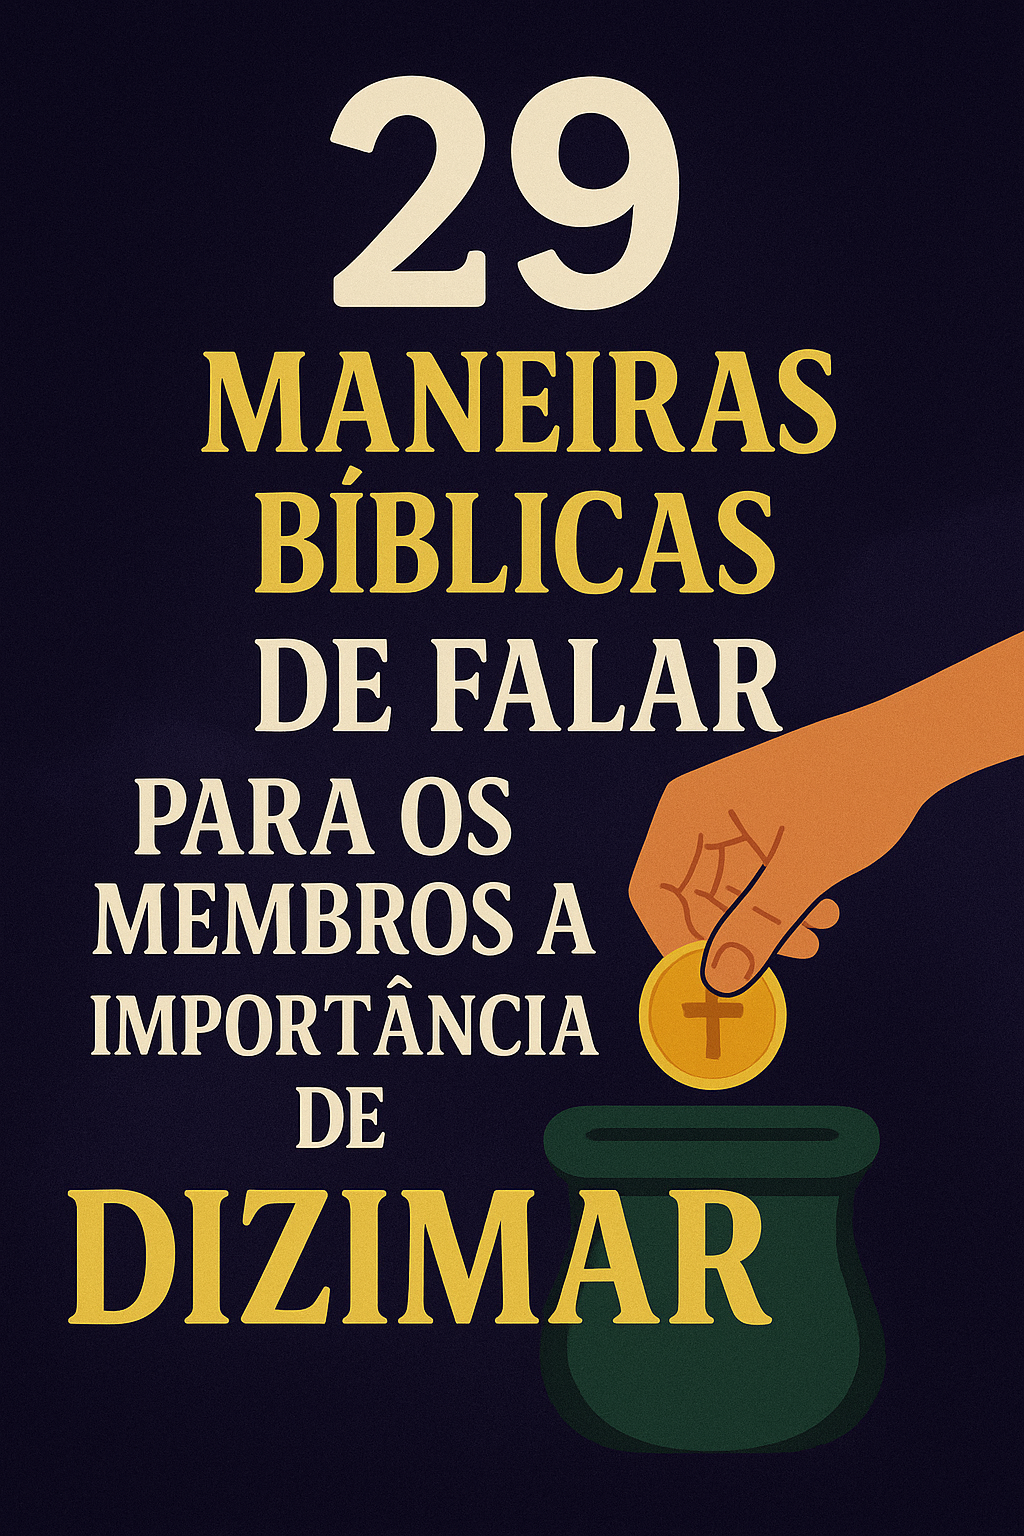 29
MANEIRAS
BÍBLICAS
DE FALAR
PARA OS
MEMBROS A
IMPORTÂNCIA
DE
DIZIMAR